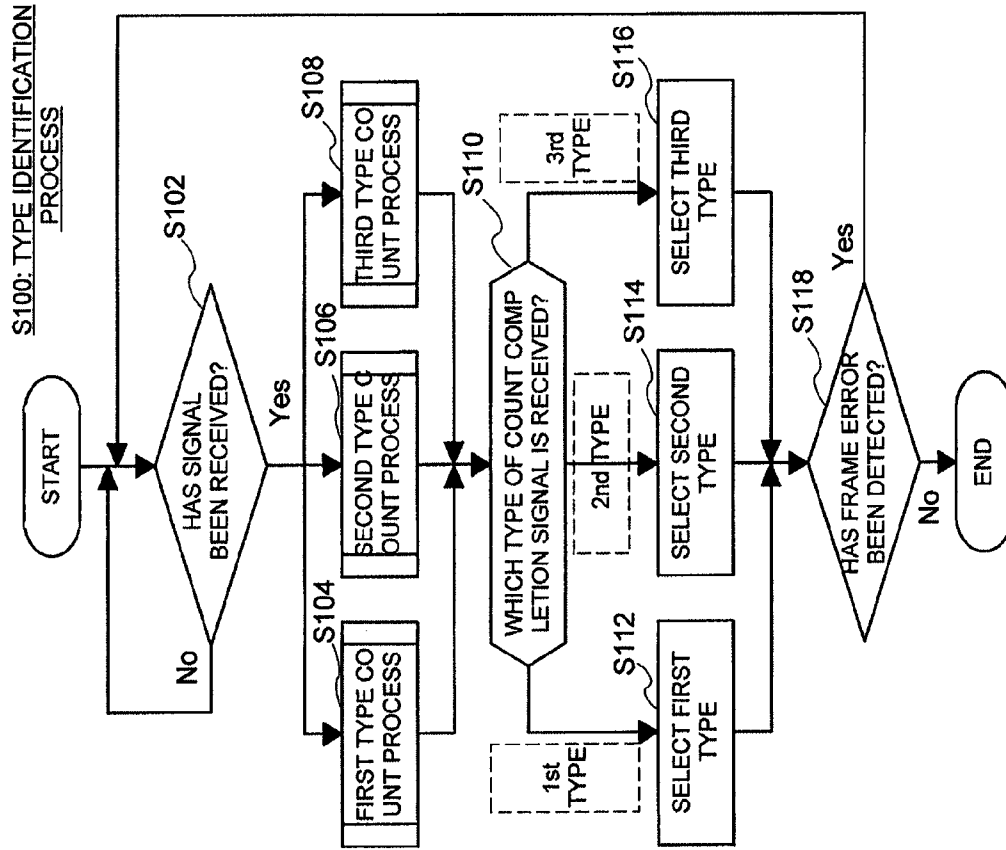 S100: TYPE IDENTIFICATION
PROCESS
START
S102
HAS SIGNAL
BEEN RECEIVED?
No
Yes
S104
FIRST TYPE CO
UNT PROCESS
S106
SECOND TYPE C
OUNT PROCESS
S108
THIRD TYPE CO
UNT PROCESS
S110
WHICH TYPE OF COUNT COMP
LETION SIGNAL IS RECEIVED?
1st
TYPE
2nd TYPE
3rd
TYPE
S112
SELECT FIRST
TYPE
S114
SELECT SECOND
TYPE
S116
SELECT THIRD
TYPE
S118
HAS FRAME ERROR
BEEN DETECTED?
Yes
No
END